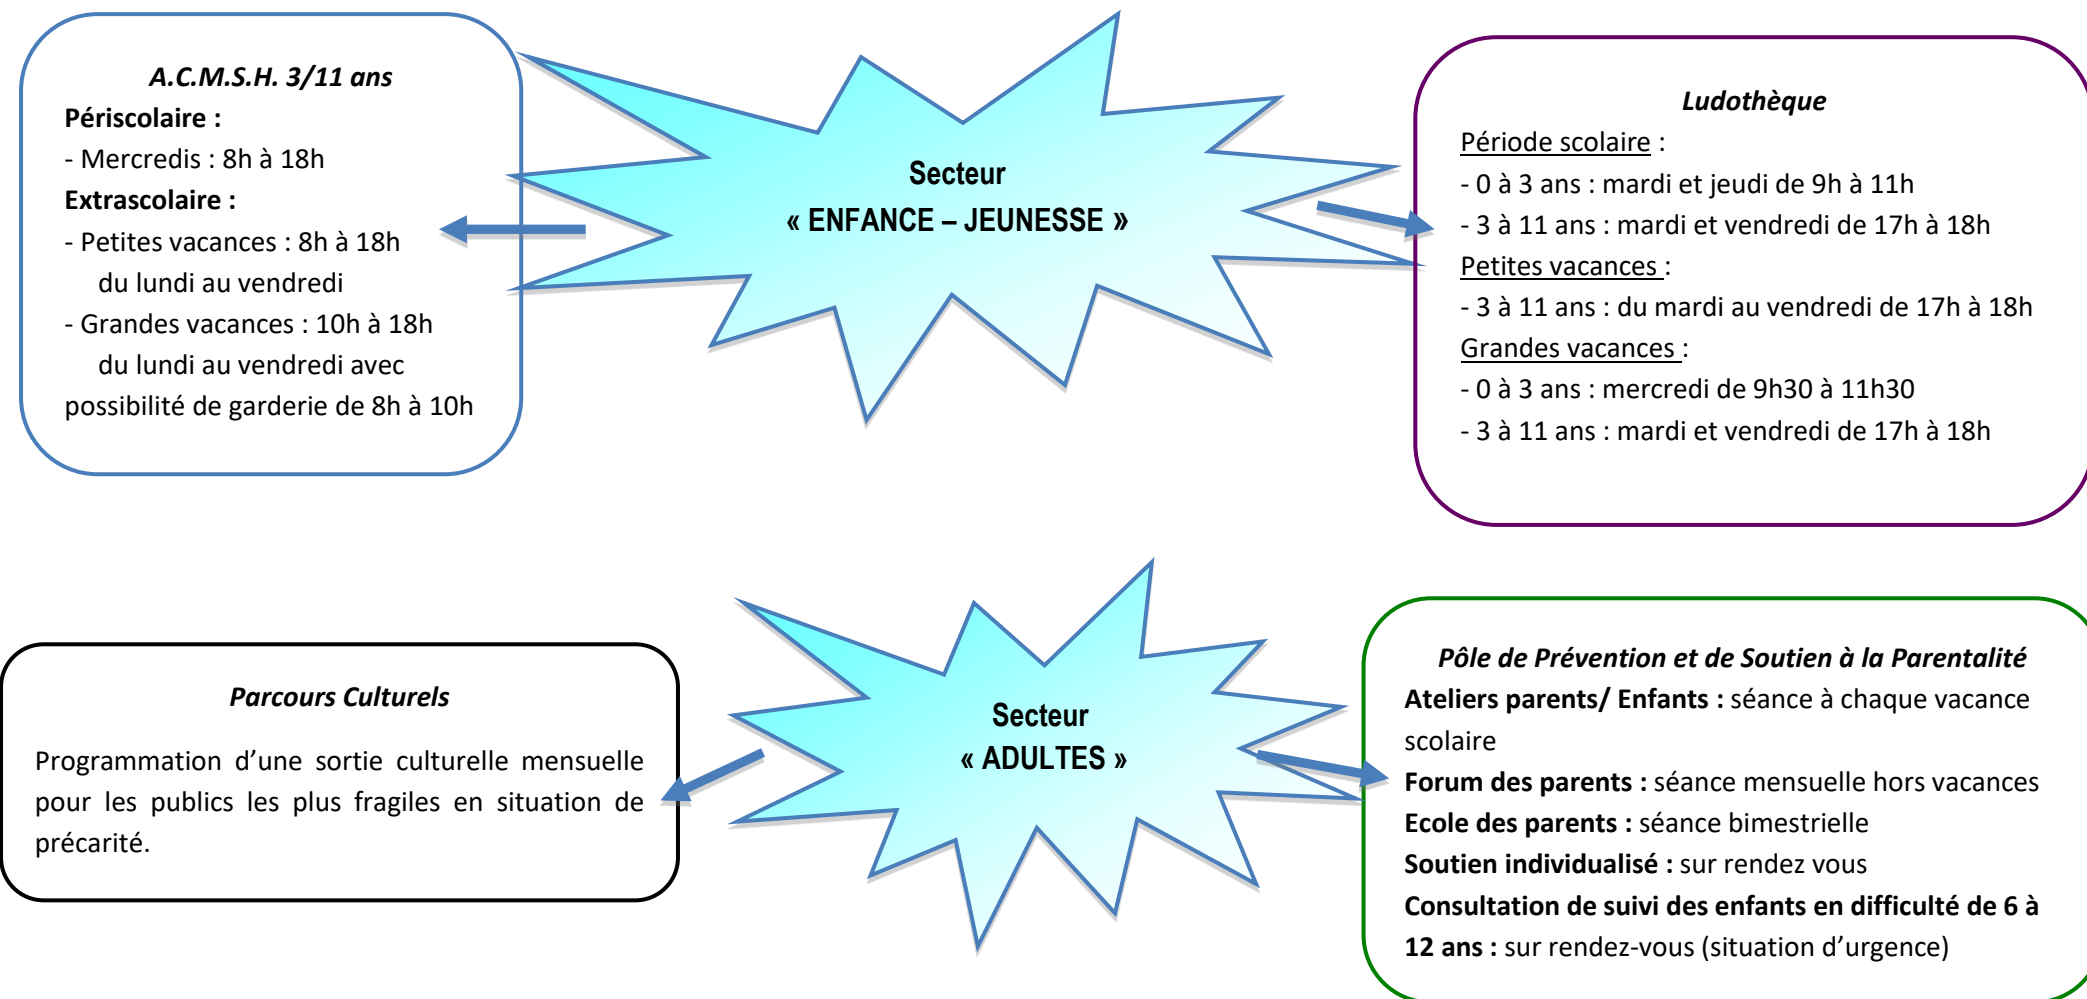 A.C.M.S.H. 3/11 ans
Périscolaire :
- Mercredis : 8h à 18h
Extrascolaire :
- Petites vacances : 8h à 18h
du lundi au vendredi
- Grandes vacances : 10h à 18h
du lundi au vendredi avec
possibilité de garderie de 8h à 10h
Secteur
« ENFANCE – JEUNESSE »
Ludothèque
Période scolaire :
- 0 à 3 ans : mardi et jeudi de 9h à 11h
- 3 à 11 ans : mardi et vendredi de 17h à 18h
Petites vacances :
- 3 à 11 ans : du mardi au vendredi de 17h à 18h
Grandes vacances :
- 0 à 3 ans : mercredi de 9h30 à 11h30
- 3 à 11 ans : mardi et vendredi de 17h à 18h
Parcours Culturels
Programmation d’une sortie culturelle mensuelle
pour les publics les plus fragiles en situation de
précarité.
Secteur
« ADULTES »
Pôle de Prévention et de Soutien à la Parentalité
Ateliers parents/ Enfants : séance à chaque vacance
scolaire
Forum des parents : séance mensuelle hors vacances
Ecole des parents : séance bimestrielle
Soutien individualisé : sur rendez vous
Consultation de suivi des enfants en difficulté de 6 à
12 ans : sur rendez-vous (situation d’urgence)